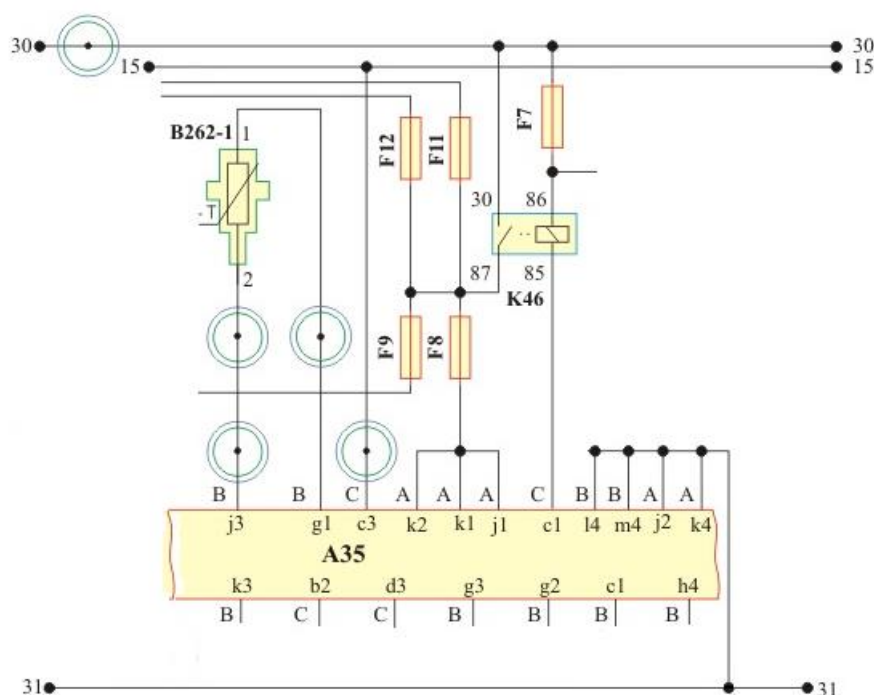 30 30
15 15
B262-1 1
F12 F11 F7
- T
30 86
2
87 85
K46
F9 F8
B B C A A A C B B A A
j3 g1 c3 k2 k1 j1 c1 l4 m4 j2 k4
A35
k3 b2 d3 g3 g2 c1 h4
B C C B B B B
31 31